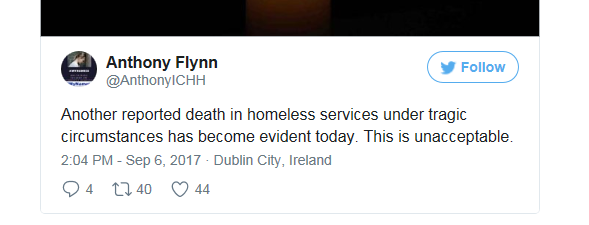 Anthony Flynn
@AnthonyICHH
Follow
Another reported death in homeless services under tragic
circumstances has become evident today. This is unacceptable.
2:04 PM - Sep 6, 2017 · Dublin City, Ireland
4 40 44